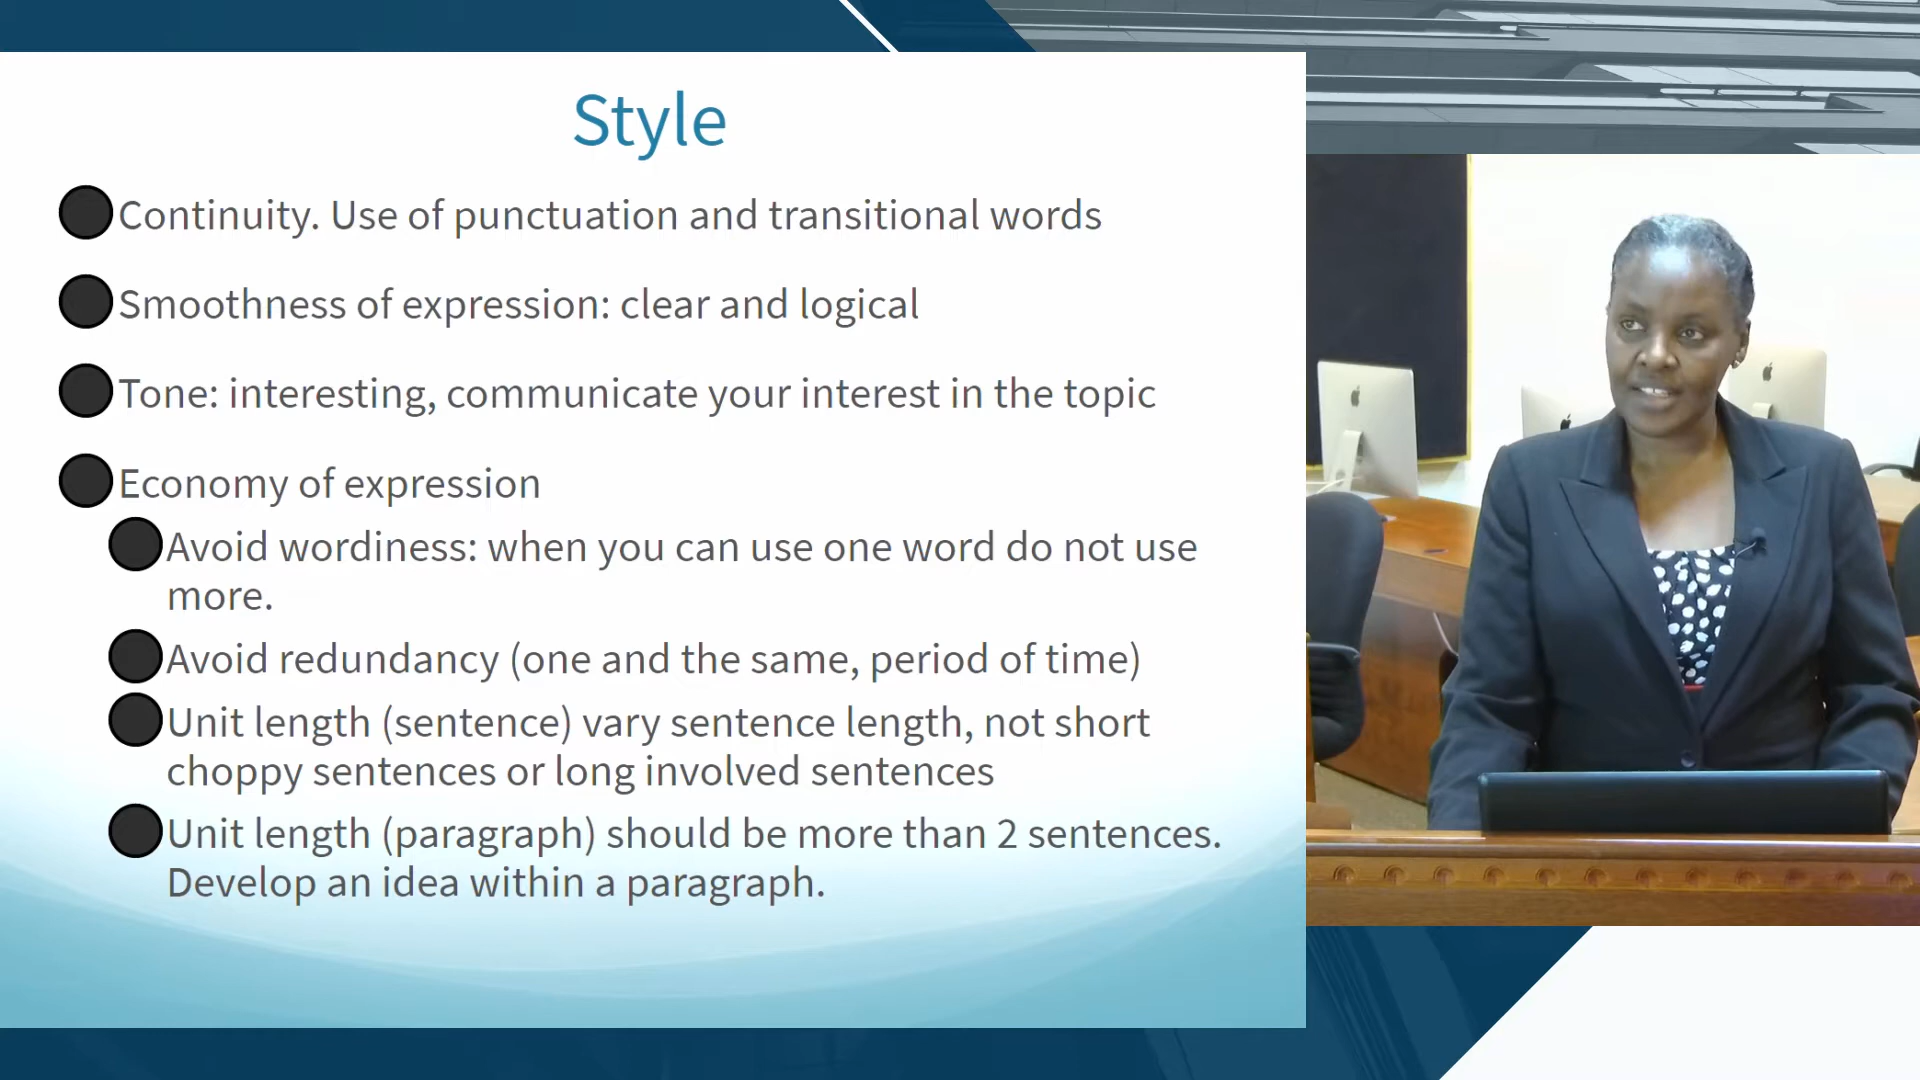 Style
Continuity. Use of punctuation and transitional words
Smoothness of expression: clear and logical
Tone: interesting, communicate your interest in the topic
Economy of expression
Avoid wordiness: when you can use one word do not use
more.
Avoid redundancy (one and the same, period of time)
Unit length (sentence) vary sentence length, not short
choppy sentences or long involved sentences
Unit length (paragraph) should be more than 2 sentences.
Develop an idea within a paragraph.